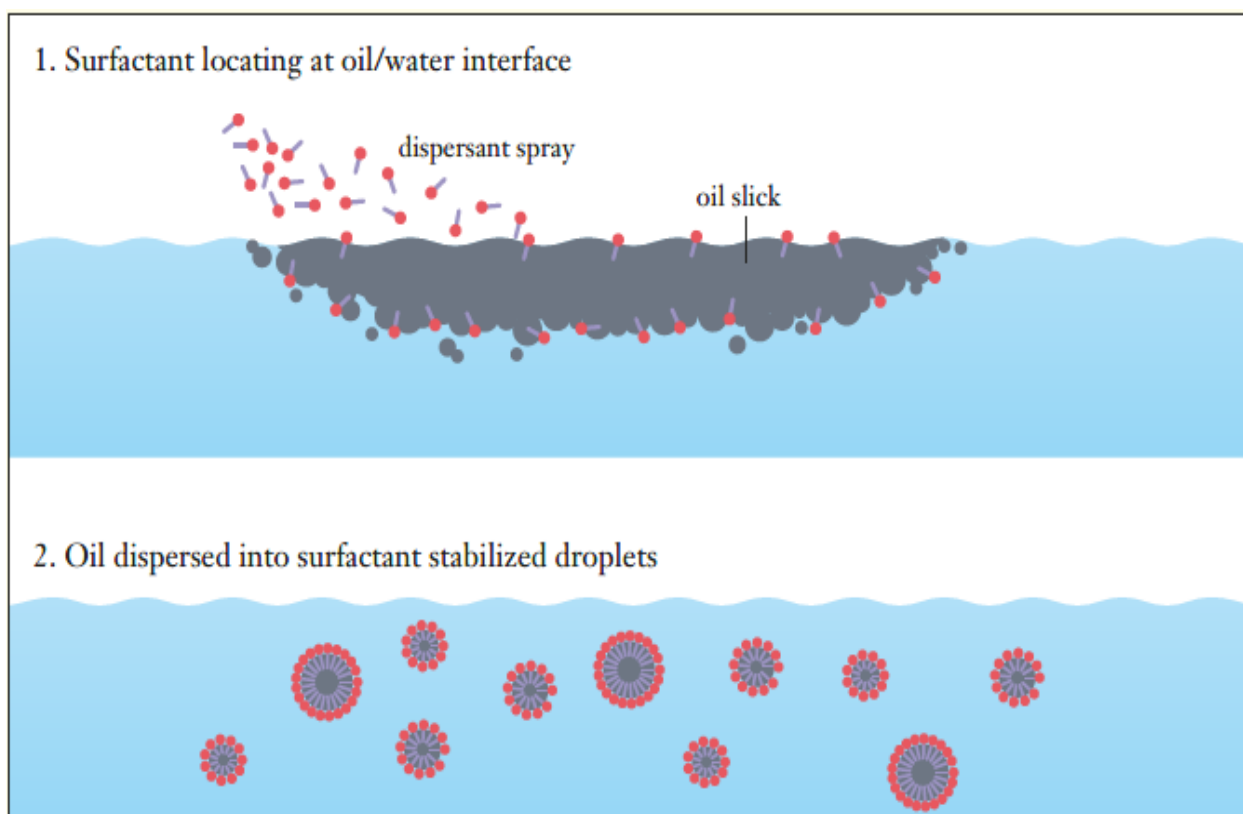 1. Surfactant locating at oil/water interface
dispersant spray
oil slick
2. Oil dispersed into surfactant stabilized droplets